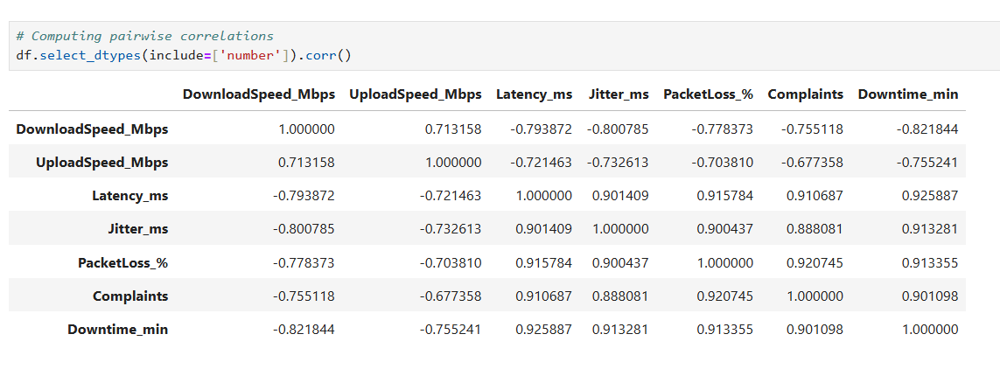 # Computing pairwise correlations
df.select_dtypes(include=['number']).corr()
DownloadSpeed_Mbps UploadSpeed_Mbps Latency_ms Jitter_ms PacketLoss_% Complaints Downtime_min
DownloadSpeed_Mbps 1.000000 0.713158 -0.793872 -0.800785 -0.778373 -0.755118 -0.821844
UploadSpeed_Mbps 0.713158 1.000000 -0.721463 -0.732613 -0.703810 -0.677358 -0.755241
Latency_ms -0.793872 -0.721463 1.000000 0.901409 0.915784 0.910687 0.925887
Jitter_ms -0.800785 -0.732613 0.901409 1.000000 0.900437 0.888081 0.913281
PacketLoss_% -0.778373 -0.703810 0.915784 0.900437 1.000000 0.920745 0.913355
Complaints -0.755118 -0.677358 0.910687 0.888081 0.920745 1.000000 0.901098
Downtime_min -0.821844 -0.755241 0.925887 0.913281 0.913355 0.901098 1.000000